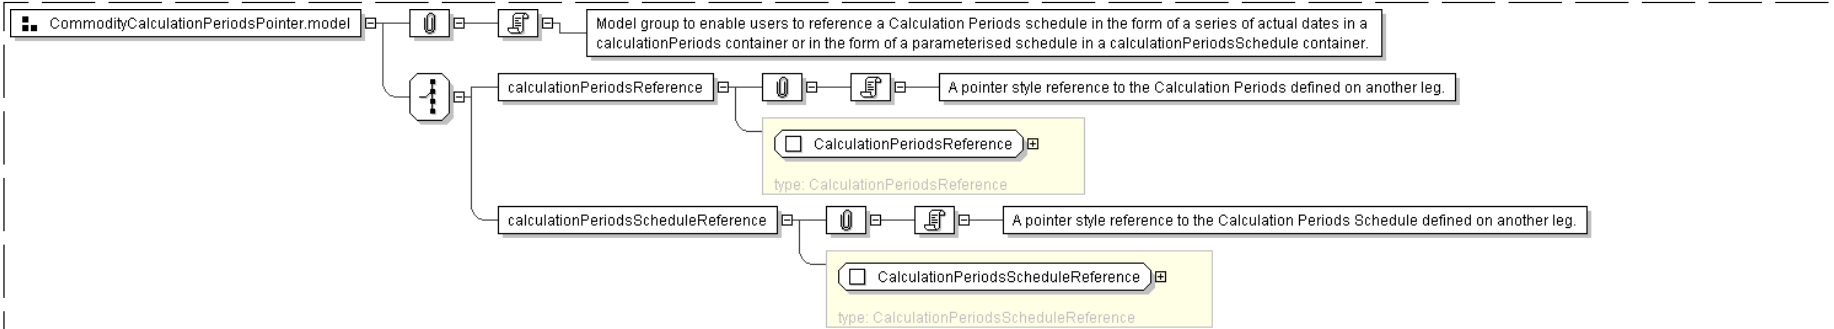 CommodityCalculationPeriodsPointer.model
Model group to enable users to reference a Calculation Periods schedule in the form of a series of actual dates in a
calculationPeriods container or in the form of a parameterised schedule in a calculationPeriodsSchedule container.
calculationPeriodsReference
A pointer style reference to the Calculation Periods defined on another leg.
CalculationPeriodsReference
type: CalculationPeriodsReference
calculationPeriodsScheduleReference
A pointer style reference to the Calculation Periods Schedule defined on another leg.
CalculationPeriodsScheduleReference
type: CalculationPeriodsScheduleReference